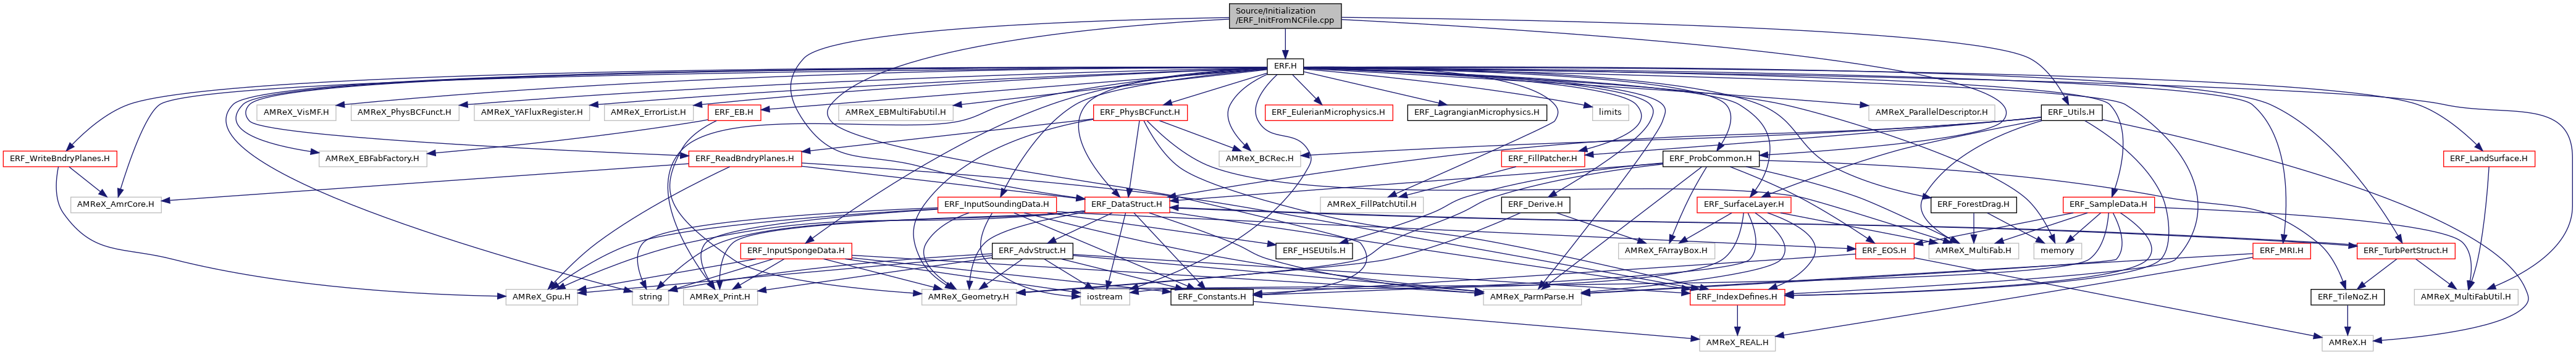 Source/Initialization
/ERF_InitFromNCFile.cpp
ERF.H
AMReX_VisMF.H
AMReX_PhysBCFunct.H
AMReX_YAFluxRegister.H
AMReX_ErrorList.H
ERF_EB.H
AMReX_EBMultiFabUtil.H
ERF_PhysBCFunct.H
ERF_EulerianMicrophysics.H
ERF_LagrangianMicrophysics.H
limits
AMReX_ParallelDescriptor.H
ERF_Utils.H
ERF_WriteBndryPlanes.H
AMReX_EBFabFactory.H
ERF_ReadBndryPlanes.H
AMReX_BCRec.H
ERF_FillPatcher.H
ERF_ProbCommon.H
ERF_LandSurface.H
AMReX_AmrCore.H
ERF_InputSoundingData.H
ERF_DataStruct.H
AMReX_FillPatchUtil.H
ERF_Derive.H
ERF_SurfaceLayer.H
ERF_ForestDrag.H
ERF_SampleData.H
ERF_InputSpongeData.H
ERF_AdvStruct.H
ERF_HSEUtils.H
AMReX_FArrayBox.H
ERF_EOS.H
AMReX_MultiFab.H
memory
ERF_MRI.H
ERF_TurbPertStruct.H
AMReX_Gpu.H
string
AMReX_Print.H
AMReX_Geometry.H
iostream
ERF_Constants.H
AMReX_ParmParse.H
ERF_IndexDefines.H
ERF_TileNoZ.H
AMReX_MultiFabUtil.H
AMReX_REAL.H
AMReX.H